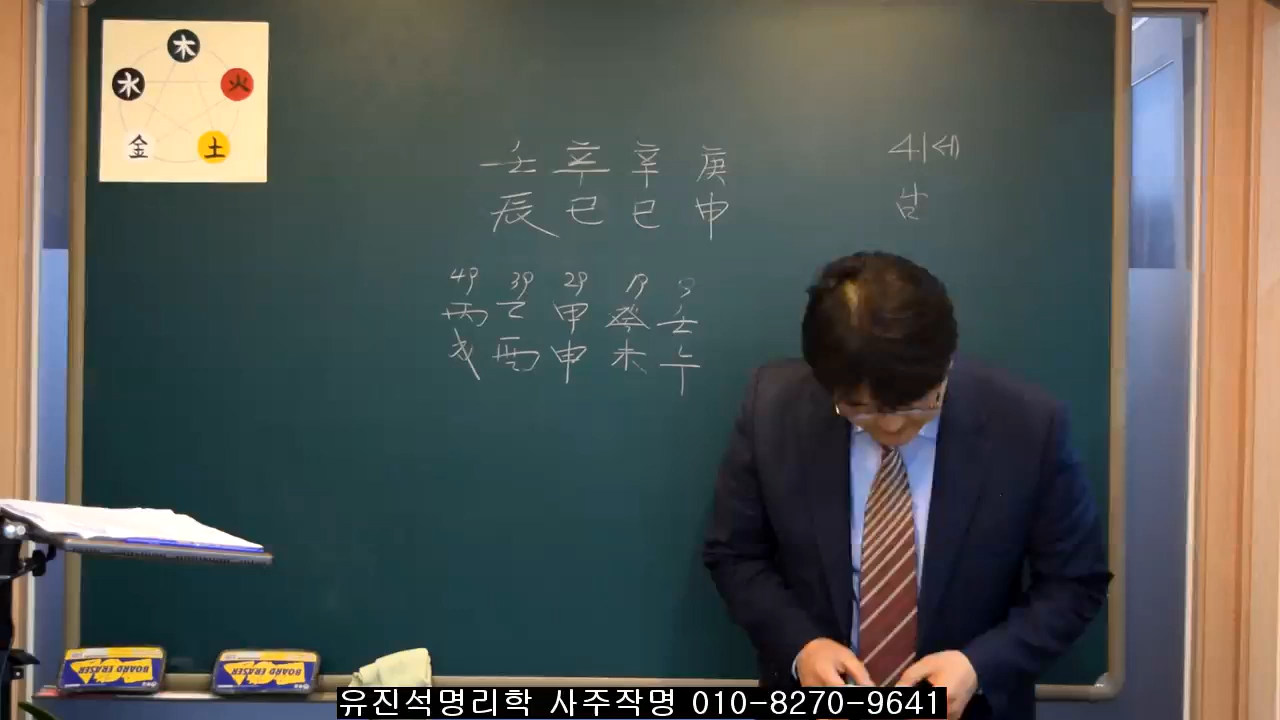 木
水 火
金 土
壬 辛 辛 庚
辰 巳 巳 申
41세
남
49 39 29 19 9
丙 乙 甲 癸 壬
戌 酉 申 未 午
BOARD ERASER
BOARD ERASER
유진석명리학 사주작명 010-8270-9641